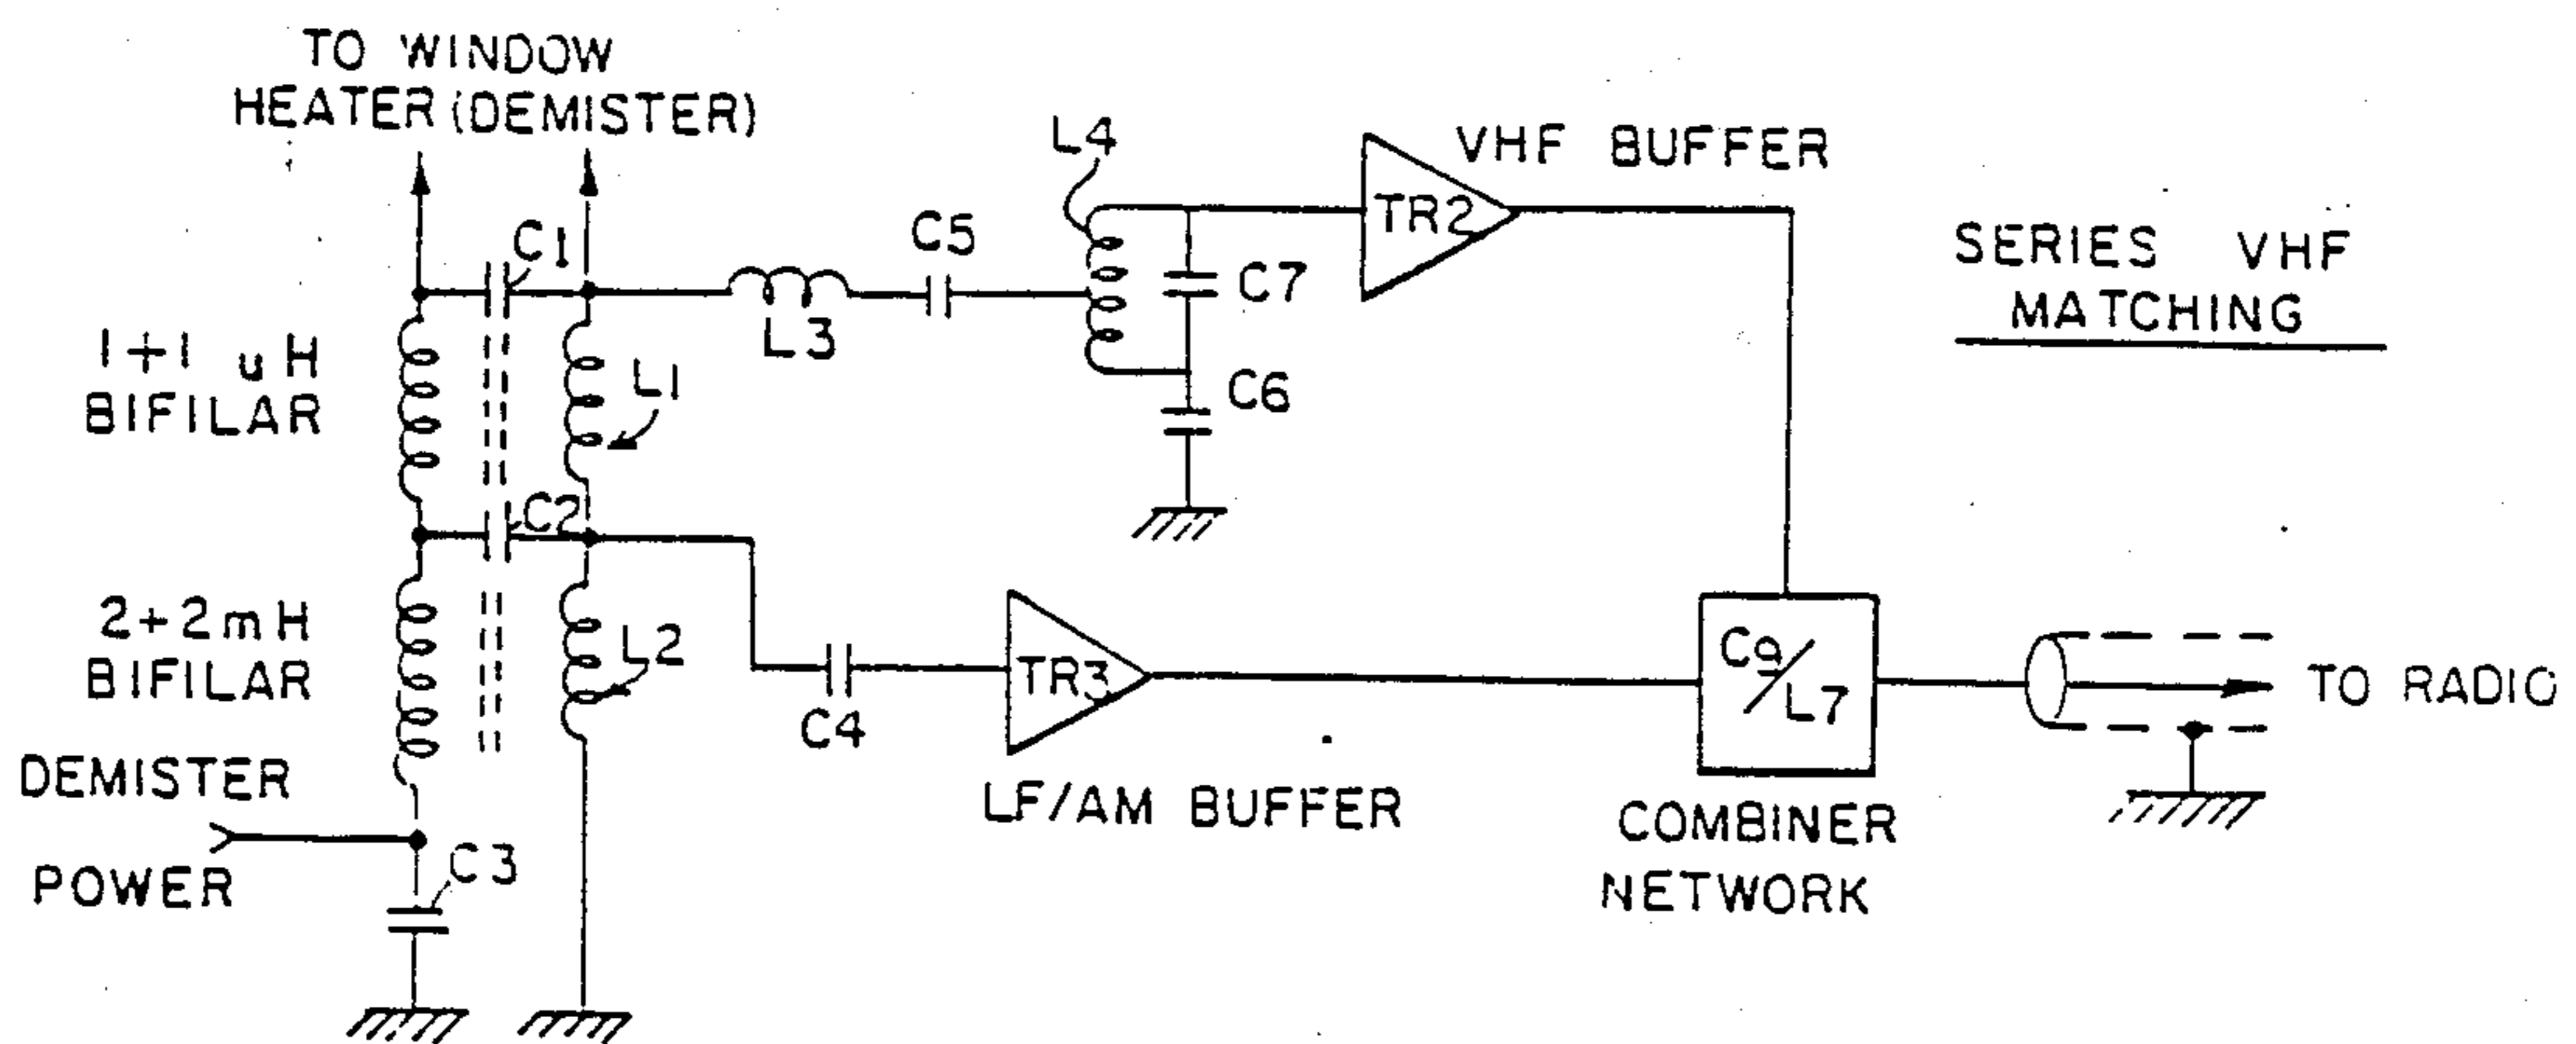 TO WINDOW
HEATER (DEMISTER)
L4
VHF BUFFER
TR2
C1
C5
C7
SERIES VHF
MATCHING
L3
1+1 uH
BIFILAR
L1
C6
C2
2+2mH
BIFILAR
L2
C4
TR3
LF/AM BUFFER
C9/L7
TO RADIO
COMBINER
NETWORK
DEMISTER
POWER
C3